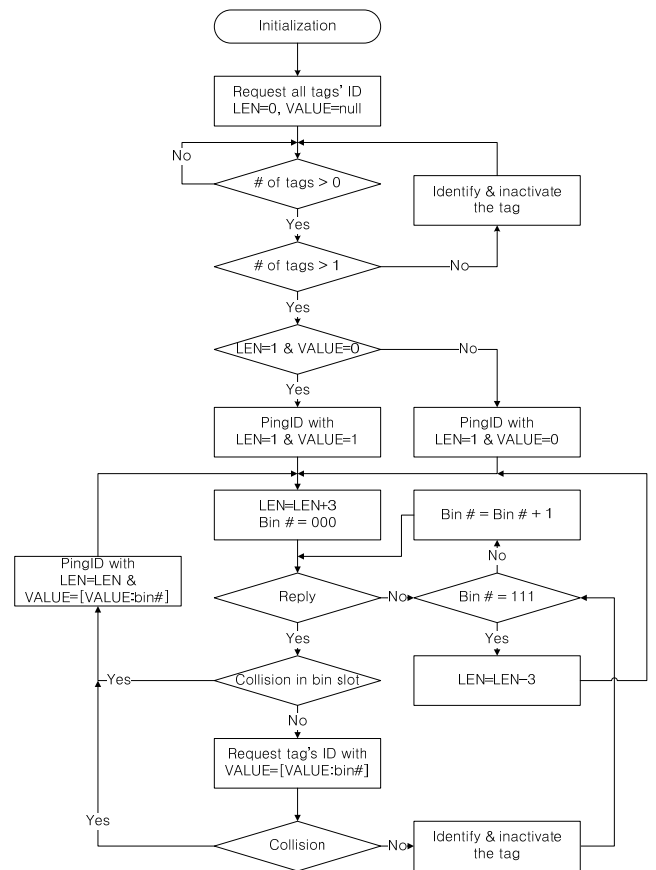 Initialization
Request all tags' ID
LEN=0, VALUE=null
No
# of tags > 0
Identify & inactivate
the tag
Yes
# of tags > 1
No
Yes
LEN=1 & VALUE=0
No
Yes
PingID with
LEN=1 & VALUE=1
PingID with
LEN=1 & VALUE=0
LEN=LEN+3
Bin # = 000
Bin # = Bin # + 1
PingID with
LEN=LEN &
VALUE=[VALUE:bin#]
No
Reply
No
Bin # = 111
Yes
Yes
Yes
Collision in bin slot
LEN=LEN-3
No
Request tag's ID with
VALUE=[VALUE:bin#]
Yes
Collision
No
Identify & inactivate
the tag